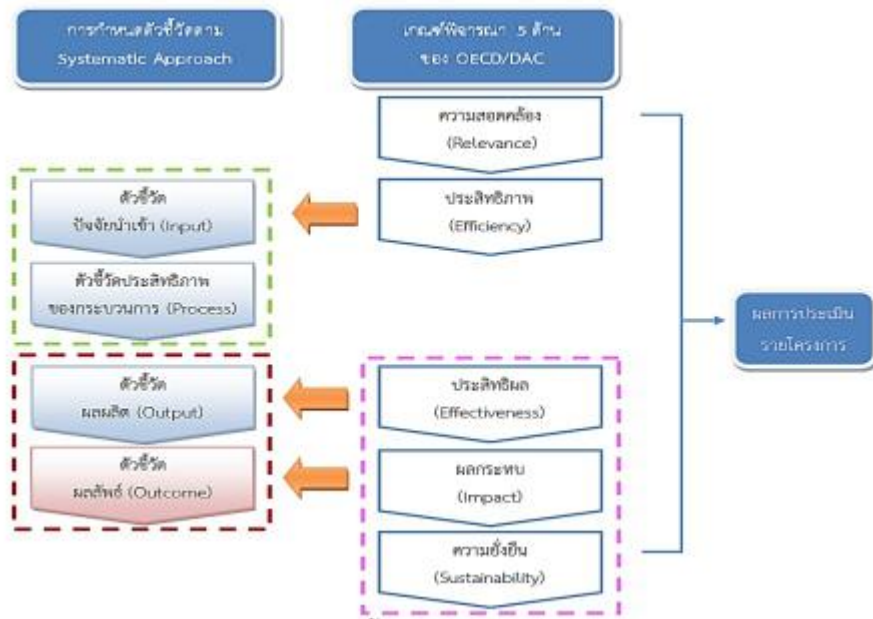 การกำหนดตัวชี้วัดตาม
Systematic Approach
เกณฑ์พิจารณา 5 ด้าน
ของ OECD/DAC
ความสอดคล้อง
(Relevance)
ตัวชี้วัด
ปัจจัยนำเข้า (Input)
ประสิทธิภาพ
(Efficiency)
ตัวชี้วัดประสิทธิภาพ
ของกระบวนการ (Process)
ผลการประเมิน
รายโครงการ
ตัวชี้วัด
ผลผลิต (Output)
ประสิทธิผล
(Effectiveness)
ตัวชี้วัด
ผลลัพธ์ (Outcome)
ผลกระทบ
(Impact)
ความยั่งยืน
(Sustainability)